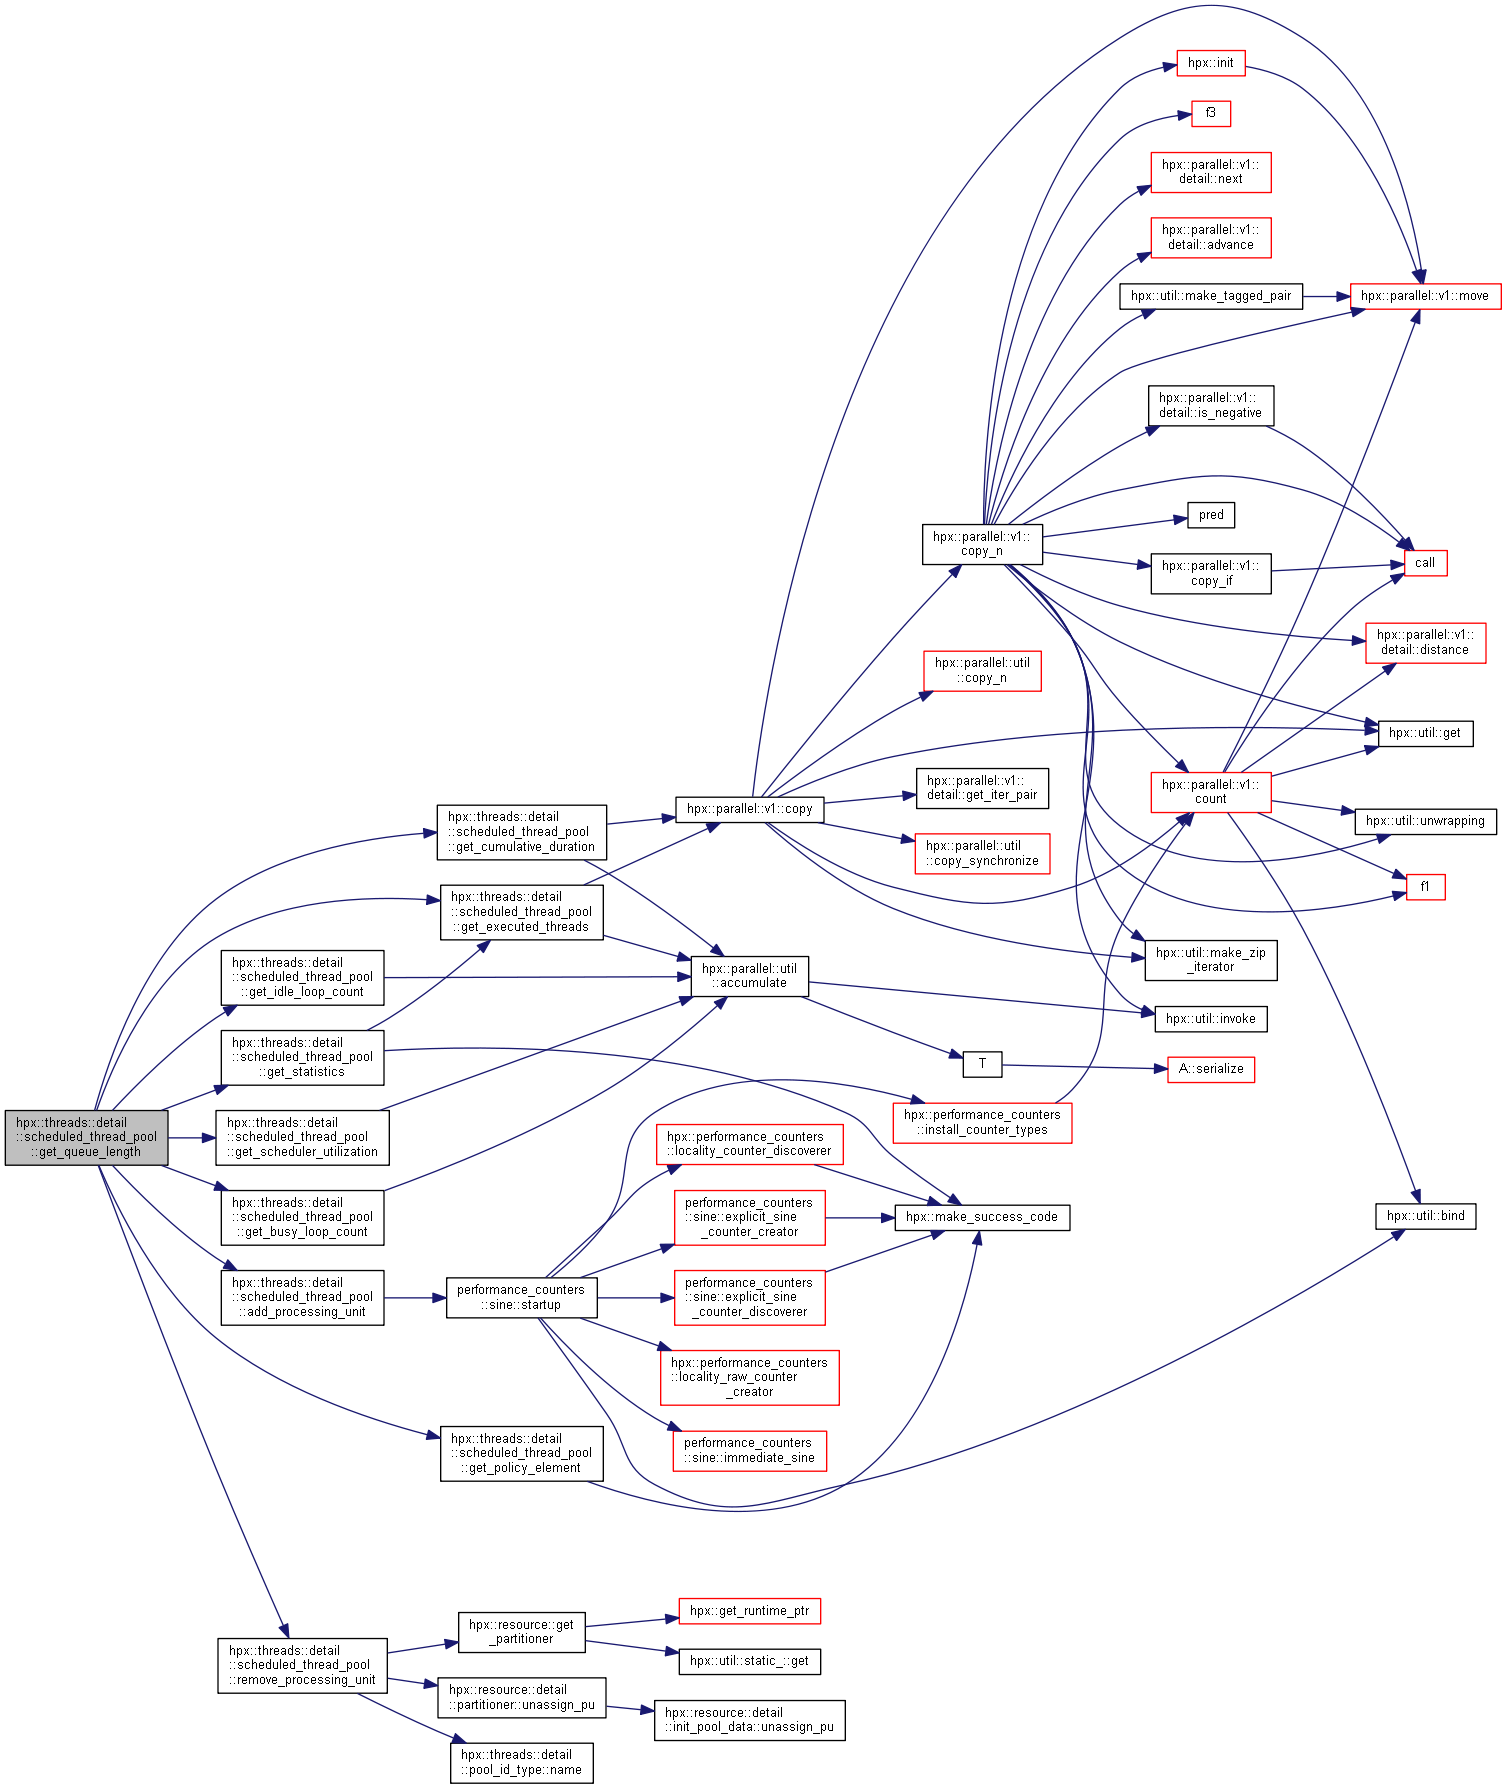 hpx::init
f3
hpx::parallel::v1::
detail::next
hpx::parallel::v1::
detail::advance
hpx::util::make_tagged_pair
hpx::parallel::v1::move
hpx::parallel::v1::
detail::is_negative
pred
hpx::parallel::v1::
copy_n
hpx::parallel::v1::
copy_if
call
hpx::parallel::v1::
detail::distance
hpx::parallel::util
::copy_n
hpx::util::get
hpx::parallel::v1::
detail::get_iter_pair
hpx::parallel::v1::
count
hpx::parallel::v1::copy
hpx::util::unwrapping
hpx::threads::detail
::scheduled_thread_pool
::get_cumulative_duration
hpx::parallel::util
::copy_synchronize
f1
hpx::threads::detail
::scheduled_thread_pool
::get_executed_threads
hpx::threads::detail
::scheduled_thread_pool
::get_idle_loop_count
hpx::parallel::util
::accumulate
hpx::util::make_zip
_iterator
hpx::util::invoke
hpx::threads::detail
::scheduled_thread_pool
::get_statistics
T
A::serialize
hpx::threads::detail
::scheduled_thread_pool
::get_queue_length
hpx::threads::detail
::scheduled_thread_pool
::get_scheduler_utilization
hpx::performance_counters
::install_counter_types
hpx::performance_counters
::locality_counter_discoverer
hpx::threads::detail
::scheduled_thread_pool
::get_busy_loop_count
performance_counters
::sine::explicit_sine
_counter_creator
hpx::make_success_code
hpx::util::bind
hpx::threads::detail
::scheduled_thread_pool
::add_processing_unit
performance_counters
::sine::startup
performance_counters
::sine::explicit_sine
_counter_discoverer
hpx::performance_counters
::locality_raw_counter
_creator
hpx::threads::detail
::scheduled_thread_pool
::get_policy_element
performance_counters
::sine::immediate_sine
hpx::threads::detail
::scheduled_thread_pool
::remove_processing_unit
hpx::resource::get
_partitioner
hpx::get_runtime_ptr
hpx::util::static_::get
hpx::resource::detail
::partitioner::unassign_pu
hpx::resource::detail
::init_pool_data::unassign_pu
hpx::threads::detail
::pool_id_type::name